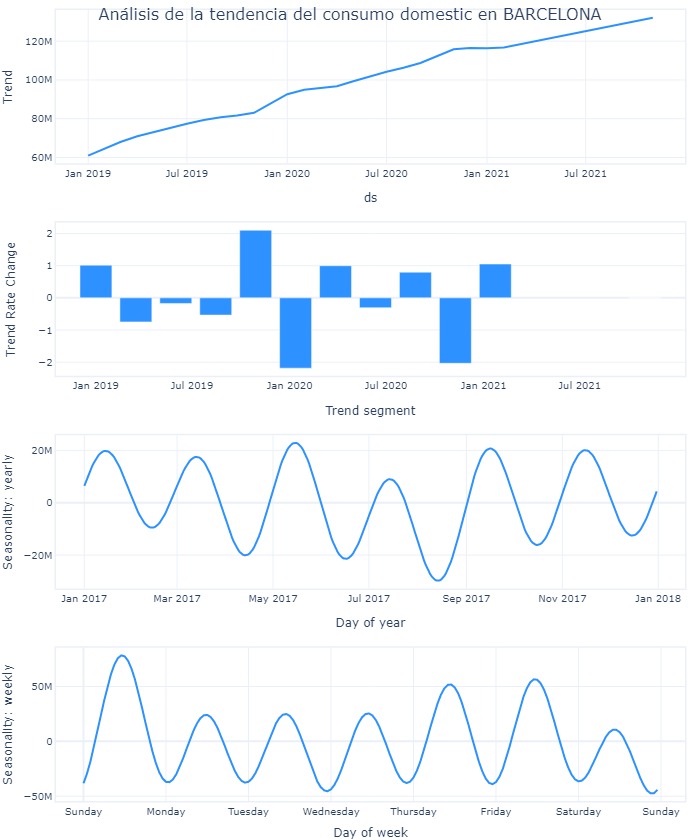 Análisis de la tendencia del consumo domestic en BARCELONA
120M
100M
80M
60M
Trend
Jan 2019 Jul 2019 Jan 2020 Jul 2020 Jan 2021 Jul 2021
ds
2
1
0
−1
−2
Trend Rate Change
Jan 2019 Jul 2019 Jan 2020 Jul 2020 Jan 2021 Jul 2021
Trend segment
20M
0
−20M
Seasonality: yearly
Jan 2017 Mar 2017 May 2017 Jul 2017 Sep 2017 Nov 2017 Jan 2018
Day of year
50M
0
−50M
Seasonality: weekly
Sunday Monday Tuesday Wednesday Thursday Friday Saturday Sunday
Day of week